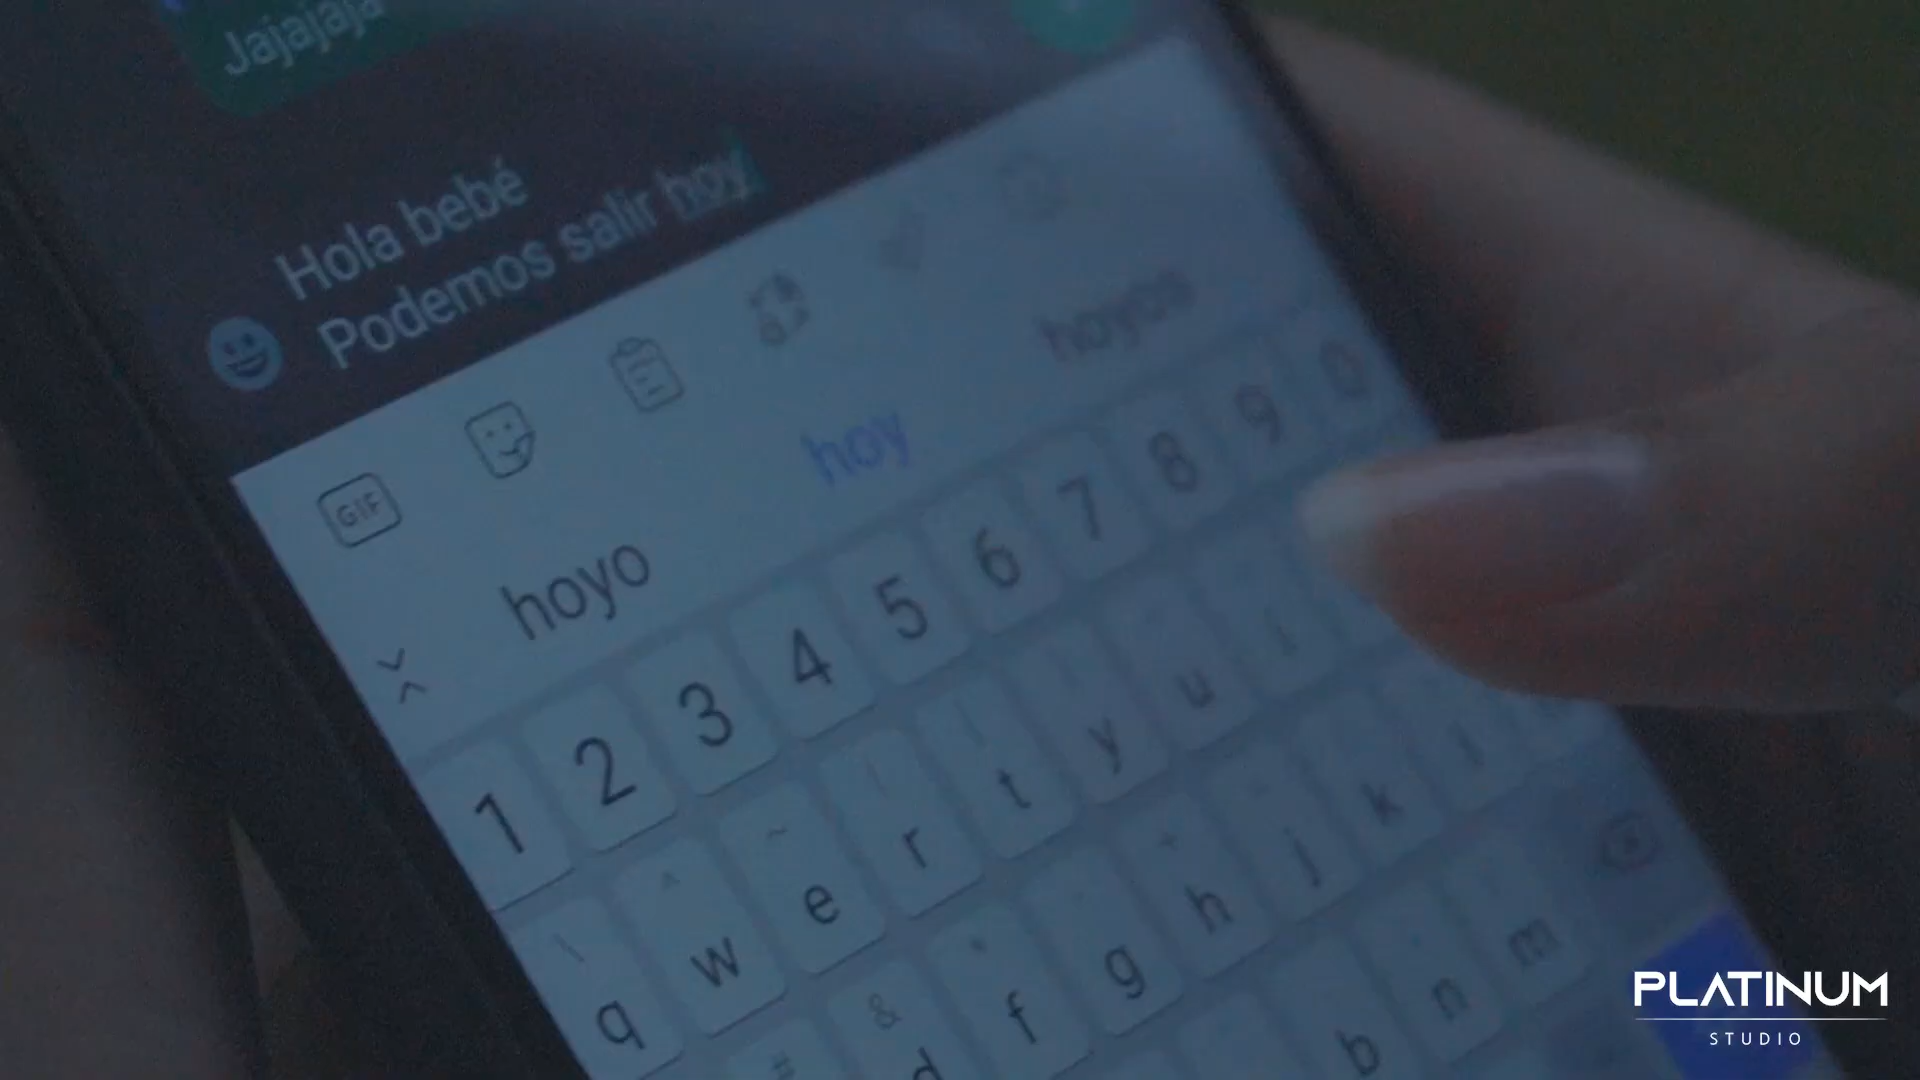 Jajajaja
Hola bebé
Podemos salir hoy
GIF
hoyo hoy hoyos
1 2 3 4 5 6 7 8 9 0
q w e r t y u i
d f g h j k l
b n m
PLATINUM
STUDIO